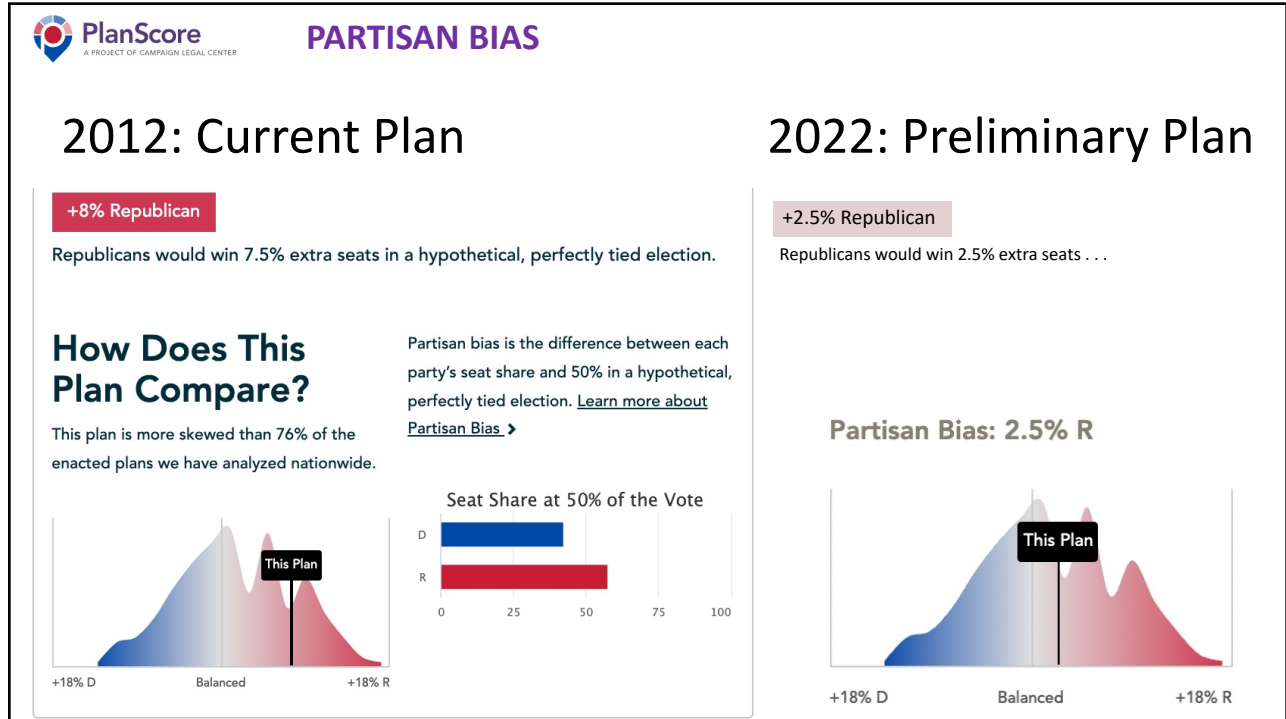 PlanScore
A PROJECT OF CAMPAIGN LEGAL CENTER
PARTISAN BIAS
2012: Current Plan
+8% Republican
Republicans would win 7.5% extra seats in a hypothetical, perfectly tied election.
How Does This
Plan Compare?
This plan is more skewed than 76% of the
enacted plans we have analyzed nationwide.
This Plan
+18% D
Balanced
+18% R
Partisan bias is the difference between each
party's seat share and 50% in a hypothetical,
perfectly tied election. Learn more about
Partisan Bias >
Seat Share at 50% of the Vote
D
R
0 25 50 75 100
2022: Preliminary Plan
+2.5% Republican
Republicans would win 2.5% extra seats . . .
Partisan Bias: 2.5% R
This Plan
+18% D
Balanced
+18% R